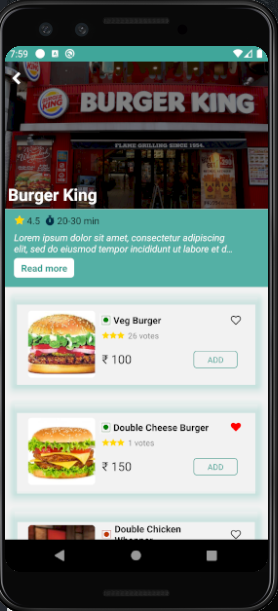 7:59
BURGER KING
BURGER KING
FLAME GRILLING SINCE 1954
Burger King
4.5 20-30 min
Lorem ipsum dolor sit amet, consectetur adipiscing
elit, sed do eiusmod tempor incididunt ut labore et d...
Read more
Veg Burger
26 votes
₹ 100
ADD
Double Cheese Burger
1 votes
₹ 150
ADD
Double Chicken
Whopper